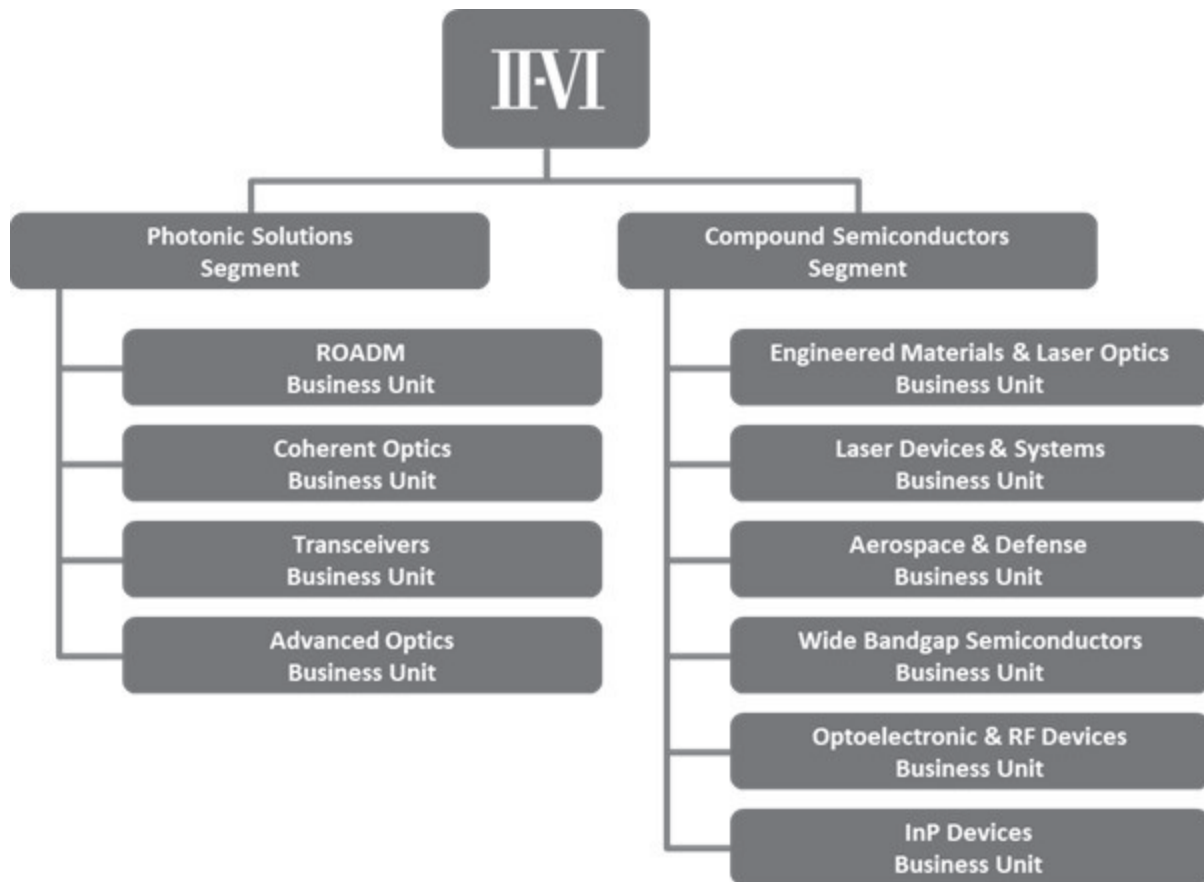 II-VI
Photonic Solutions
Segment
ROADM
Business Unit
Coherent Optics
Business Unit
Transceivers
Business Unit
Advanced Optics
Business Unit
Compound Semiconductors
Segment
Engineered Materials & Laser Optics
Business Unit
Laser Devices & Systems
Business Unit
Aerospace & Defense
Business Unit
Wide Bandgap Semiconductors
Business Unit
Optoelectronic & RF Devices
Business Unit
InP Devices
Business Unit